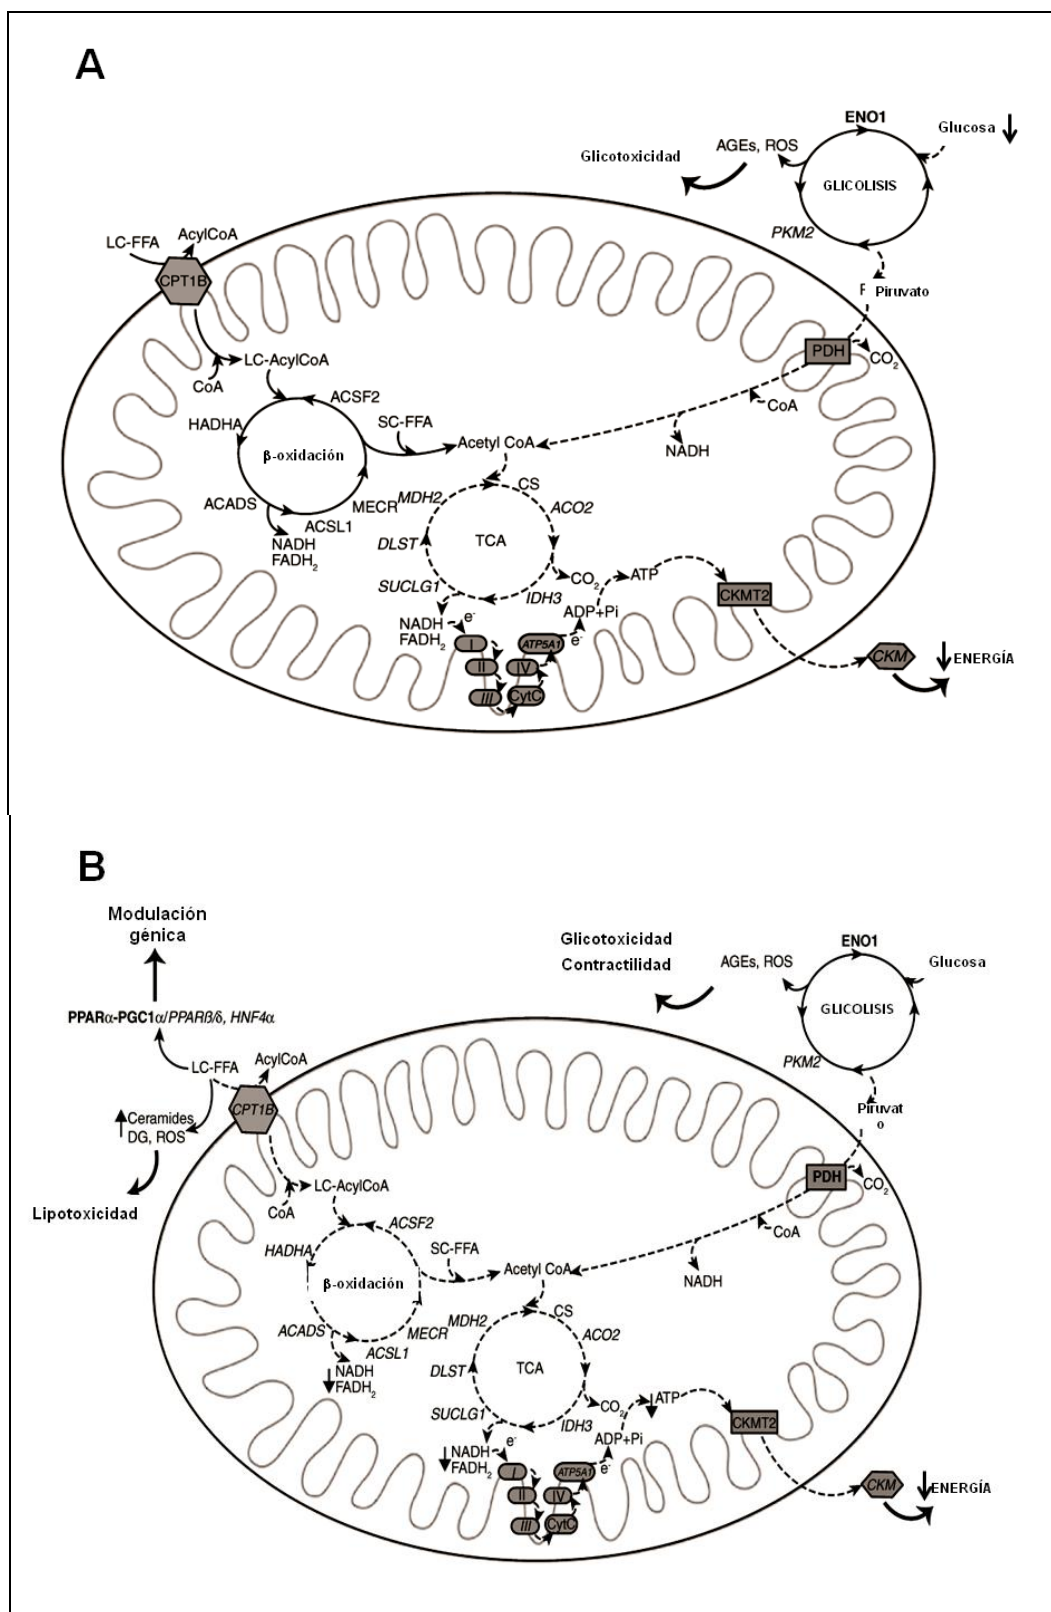 A
ENO1
Glucosa
AGEs, ROS
Glicotoxicidad
GLICOLISIS
PKM2
AcylCoA
LC-FFA
CPT1B
Piruvato
PDH
CO2
LC-AcylCoA
CoA
ACSF2
CoA
HADHA
SC-FFA
Acetyl CoA
NADH
β-oxidación
CS
MDH2
ACADS
MECR
ACO2
ACSL1
NADH
FADH2
DLST
TCA
SUCLG1
CO2
ATP
IDH3
CKMT2
ADP+Pi
NADH
FADH2
e-
I
ATP5A1
e-
II
IV
III
CytC
CKM
ENERGÍA
B
Modulación
génica
Glicotoxicidad
Contractilidad
ENO1
AGEs, ROS
Glucosa
GLICOLISIS
PPARα-PGC1α/PPARß/δ, HNF4α
PKM2
AcylCoA
LC-FFA
CPT1B
Ceramides
DG, ROS
Piruvat
o
Lipotoxicidad
PDH
CO2
LC-AcylCoA
CoA
ACSF2
CoA
HADHA
SC-FFA
Acetyl CoA
NADH
β-oxidación
CS
MDH2
ACADS
MECR
ACO2
ACSL1
NADH
FADH2
DLST
TCA
SUCLG1
CO2
ATP
IDH3
CKMT2
ADP+Pi
NADH
FADH2
e-
I
ATP5A1
e-
II
IV
III
CytC
CKM
ENERGÍA